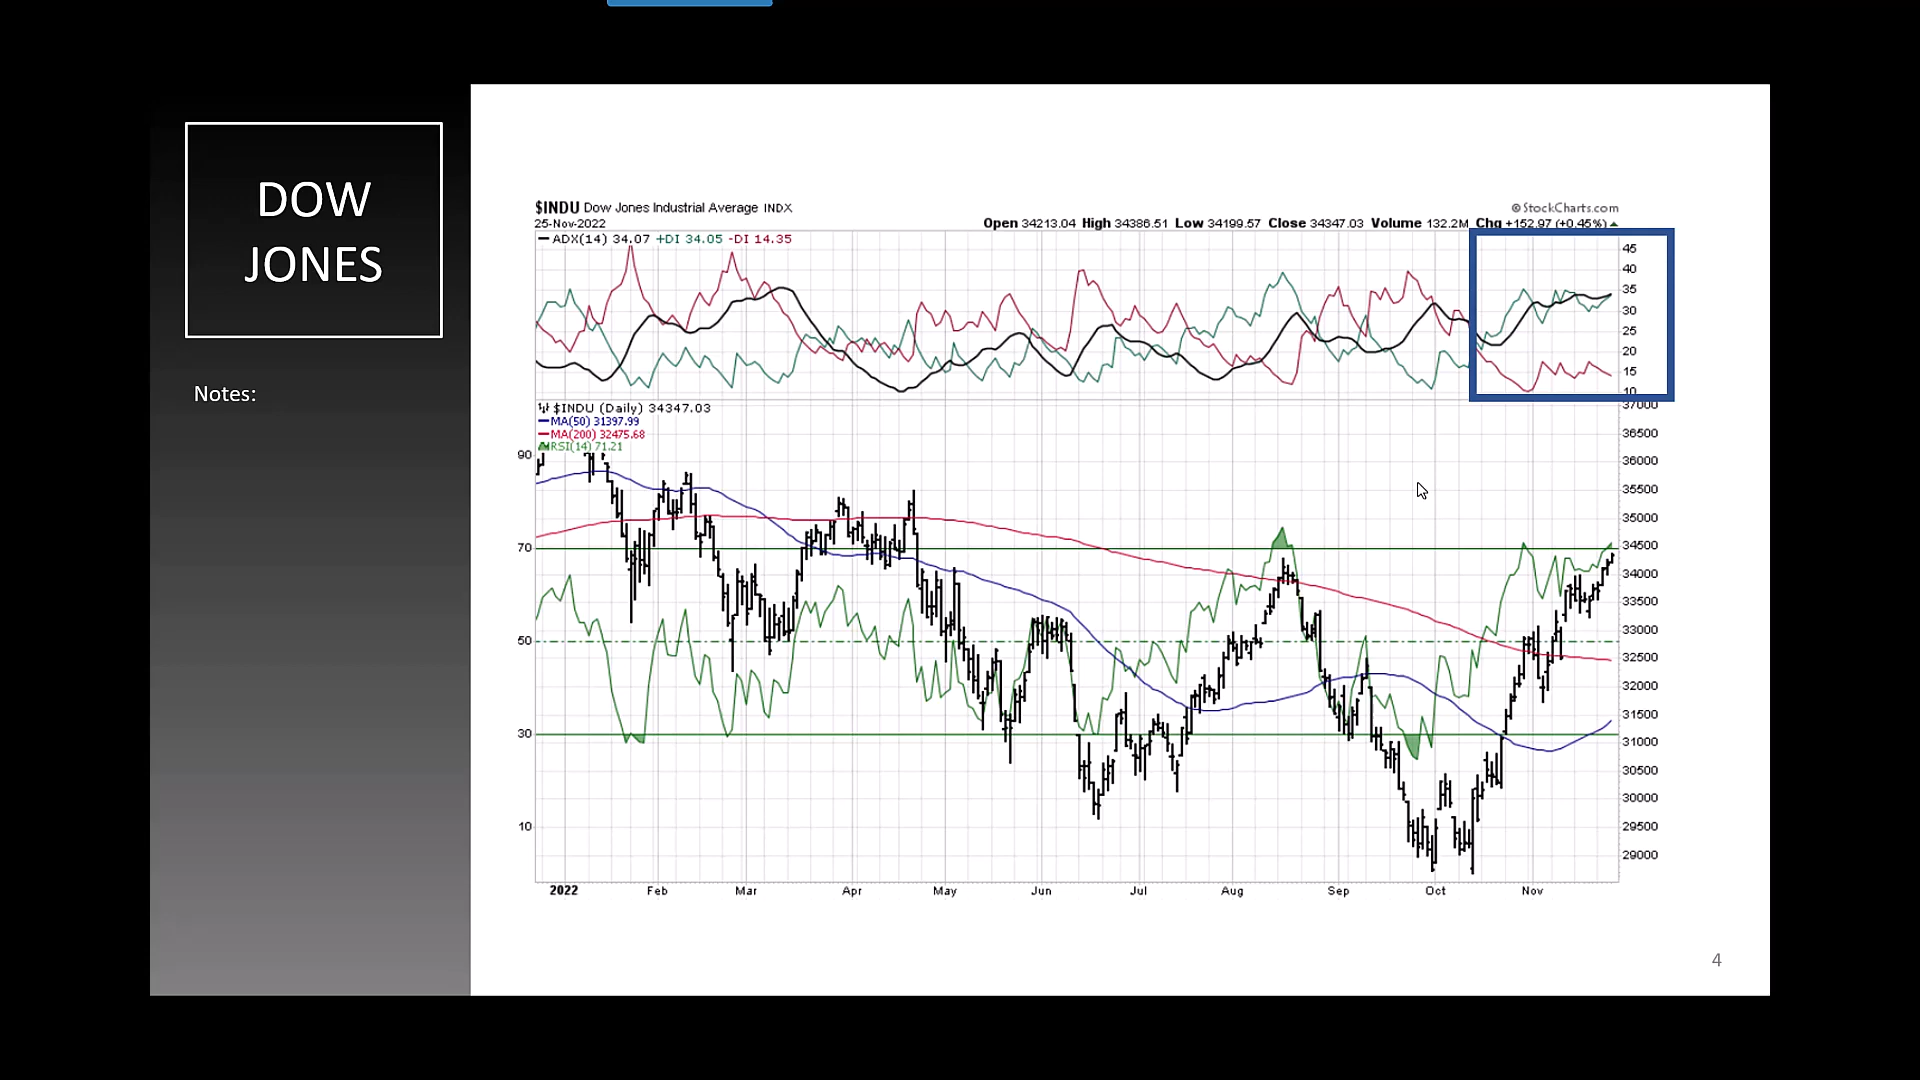 DOW
JONES
Notes:
$INDU Dow Jones Industrial Average INDX
© StockCharts.com
25-Nov-2022
Open 34213.04 High 34386.51 Low 34199.57 Close 34347.03 Volume 132.2M Chg +152.97 (+0.45%)
ADX(14) 34.07 +DI 34.05 -DI 14.35
45
40
35
30
25
20
15
10
$INDU (Daily) 34347.03
MA(50) 31397.99
MA(200) 32475.68
RSI(14) 71.21
90
70
50
30
10
37000
36500
36000
35500
35000
34500
34000
33500
33000
32500
32000
31500
31000
30500
30000
29500
29000
2022 Feb Mar Apr May Jun Jul Aug Sep Oct Nov
4